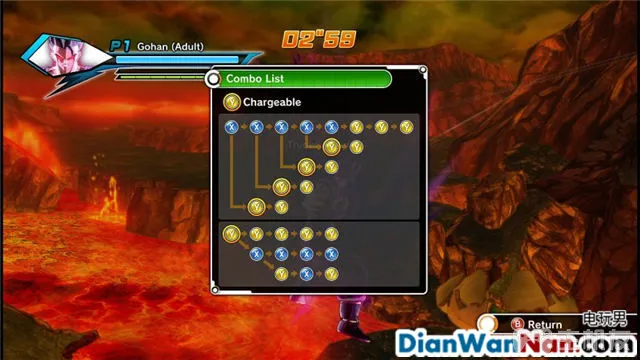 P1 Gohan (Adult)
02"59
Combo List
Y Chargeable
X X X X X Y Y Y
Y Y
Y Y
Y Y
Y Y
Y Y Y Y Y
X X X X
Y X Y
B Return
电玩男
DianWanNan.com